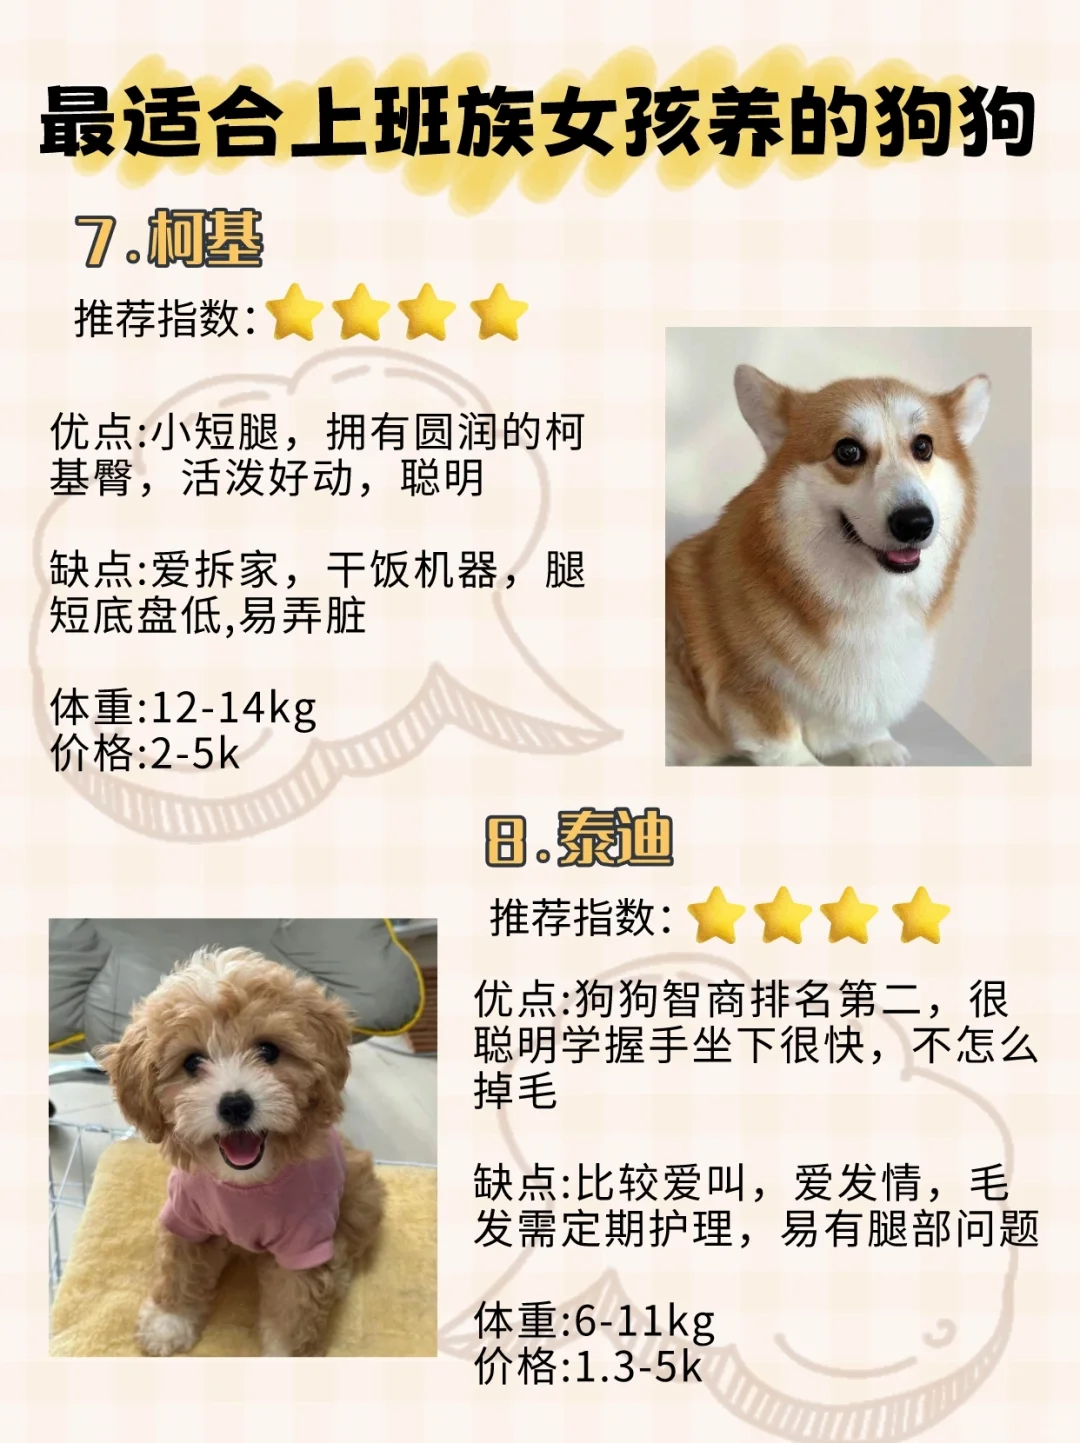 最适合上班族女孩养的狗狗
7.柯基
推荐指数：
优点:小短腿，拥有圆润的柯
基臀，活泼好动，聪明
缺点:爱拆家，干饭机器，腿
短底盘低,易弄脏
体重:12-14kg
价格:2-5k
8.泰迪
推荐指数：
优点:狗狗智商排名第二，很
聪明学握手坐下很快，不怎么
掉毛
缺点:比较爱叫，爱发情，毛
发需定期护理，易有腿部问题
体重:6-11kg
价格:1.3-5k